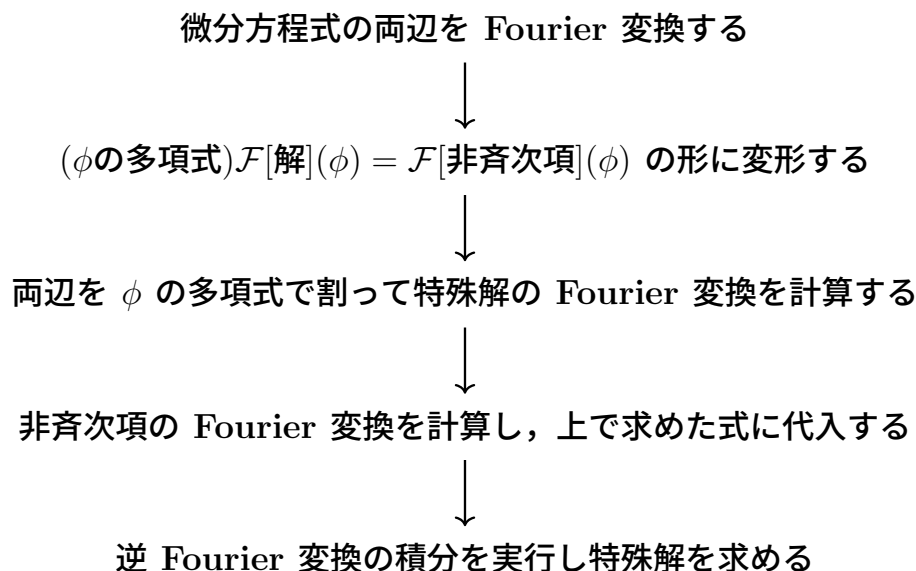 微分方程式の両辺を Fourier 変換する
(ϕの多項式)ℱ[解](ϕ) = ℱ[非斉次項](ϕ) の形に変形する
両辺を ϕ の多項式で割って特殊解の Fourier 変換を計算する
非斉次項の Fourier 変換を計算し，上で求めた式に代入する
逆 Fourier 変換の積分を実行し特殊解を求める